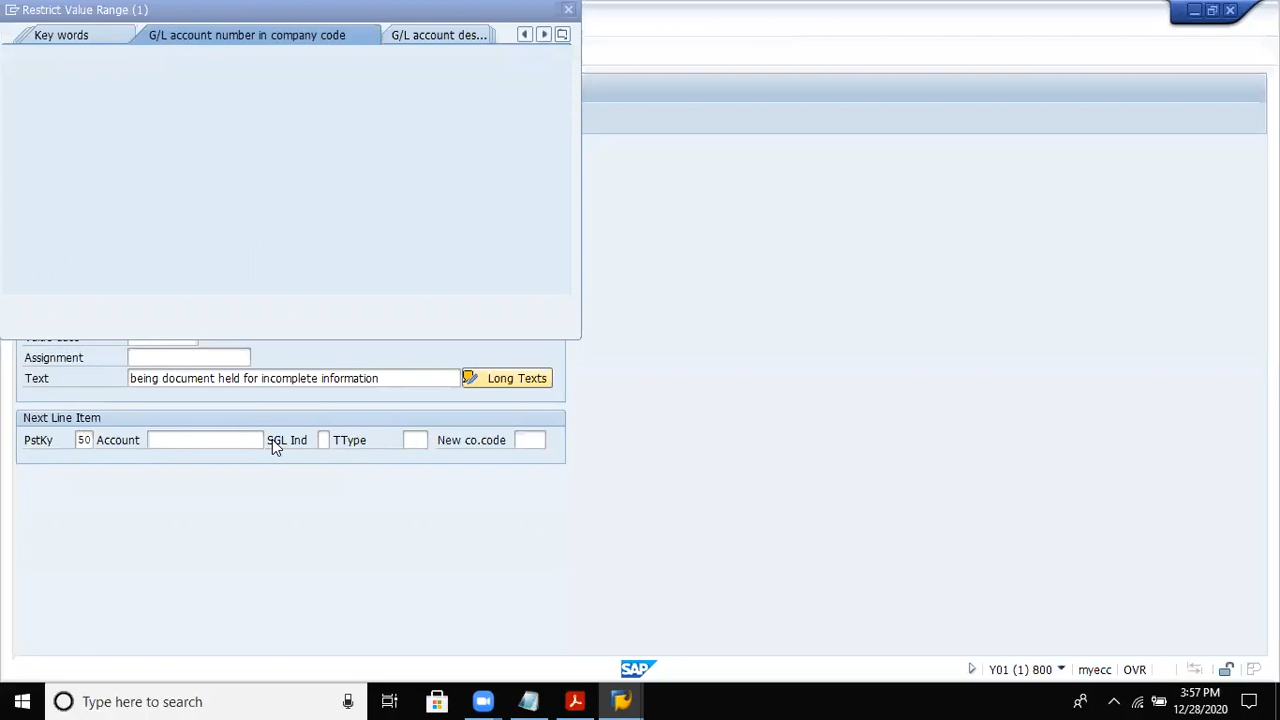 Restrict Value Range (1)
Key words G/L account number in company code G/L account des...
Assignment
Text being document held for incomplete information Long Texts
Next Line Item
PstKy 50 Account SGL Ind TType New co.code
SAP Y01 (1) 800 myecc OVR
Type here to search 3:57 PM
12/28/2020